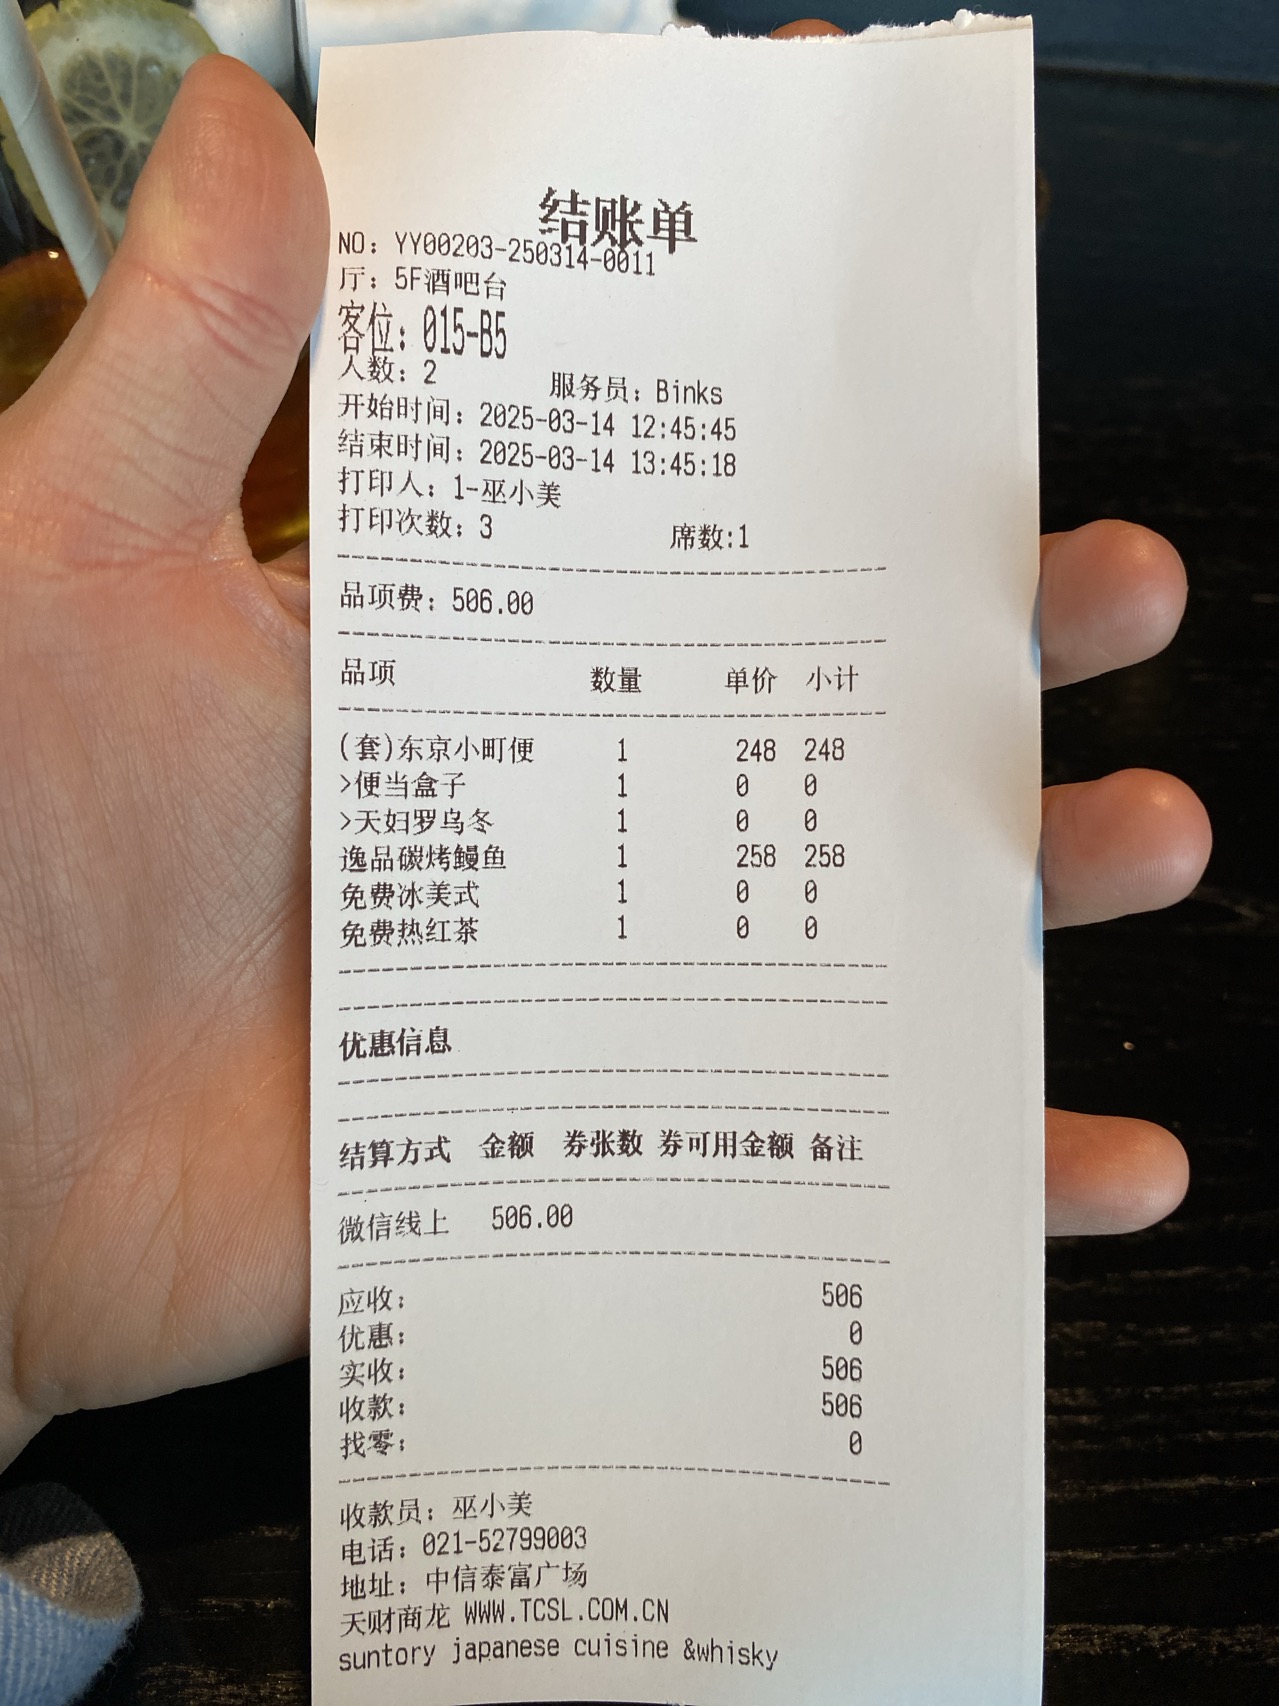 结账单
NO: YY00203-250314-0011
厅: 5F酒吧台
客位: 015-B5
人数: 2 服务员: Binks
开始时间: 2025-03-14 12:45:45
结束时间: 2025-03-14 13:45:18
打印人: 1-巫小美
打印次数: 3 席数:1
品项费: 506.00
品项 数量 单价 小计
(套)东京小町便 1 248 248
>便当盒子 1 0 0
>天妇罗乌冬 1 0 0
逸品碳烤鳗鱼 1 258 258
免费冰美式 1 0 0
免费热红茶 1 0 0
优惠信息
结算方式 金额 券张数 券可用金额 备注
微信线上 506.00
应收: 506
优惠: 0
实收: 506
收款: 506
找零: 0
收款员: 巫小美
电话: 021-52799003
地址: 中信泰富广场
天财商龙 WWW.TCSL.COM.CN
suntory japanese cuisine &whisky